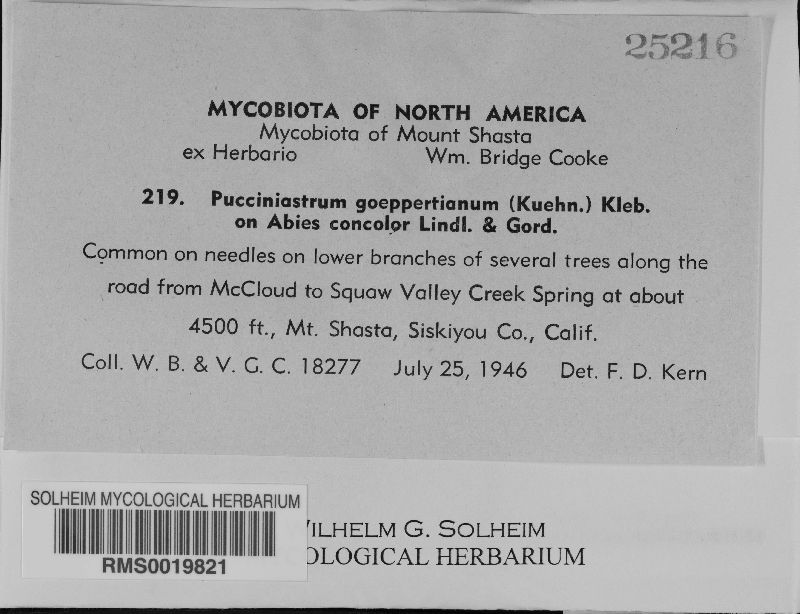 25216
MYCOBIOTA OF NORTH AMERICA
Mycobiota of Mount Shasta
ex Herbario Wm. Bridge Cooke
219. Pucciniastrum goeppertianum (Kuehn.) Kleb.
on Abies concolor Lindl. & Gord.
Common on needles on lower branches of several trees along the
road from McCloud to Squaw Valley Creek Spring at about
4500 ft., Mt. Shasta, Siskiyou Co., Calif.
Coll. W. B. & V. G. C. 18277 July 25, 1946 Det. F. D. Kern
SOLHEIM MYCOLOGICAL HERBARIUM
RMS0019821
ILHELM G. SOLHEIM
OLOGICAL HERBARIUM